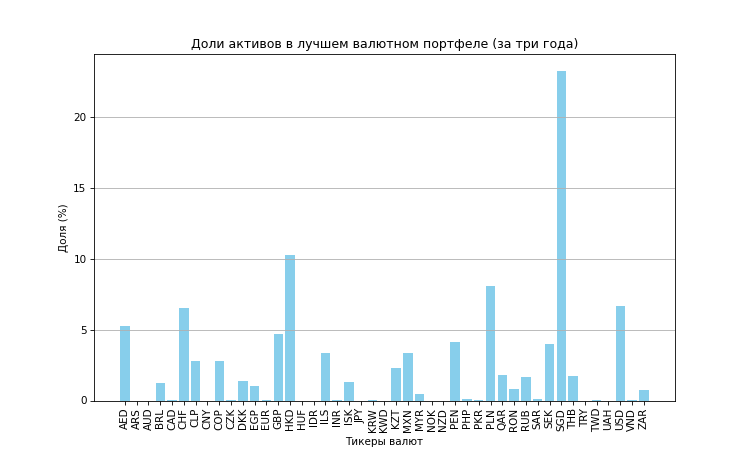 Доли активов в лучшем валютном портфеле (за три года)
Доля (%)
20
15
10
5
0
AED ARS AUD BRL CAD CHF CLP CNY COP CZK DKK EGP EUR GBP HKD HUF IDR ILS INR ISK JPY KRW KWD KZT MXN MYR NOK NZD PEN PHP PKR PLN QAR RON RUB SAR SEK SGD THB TRY TWD UAH USD VND ZAR
Тикеры валют